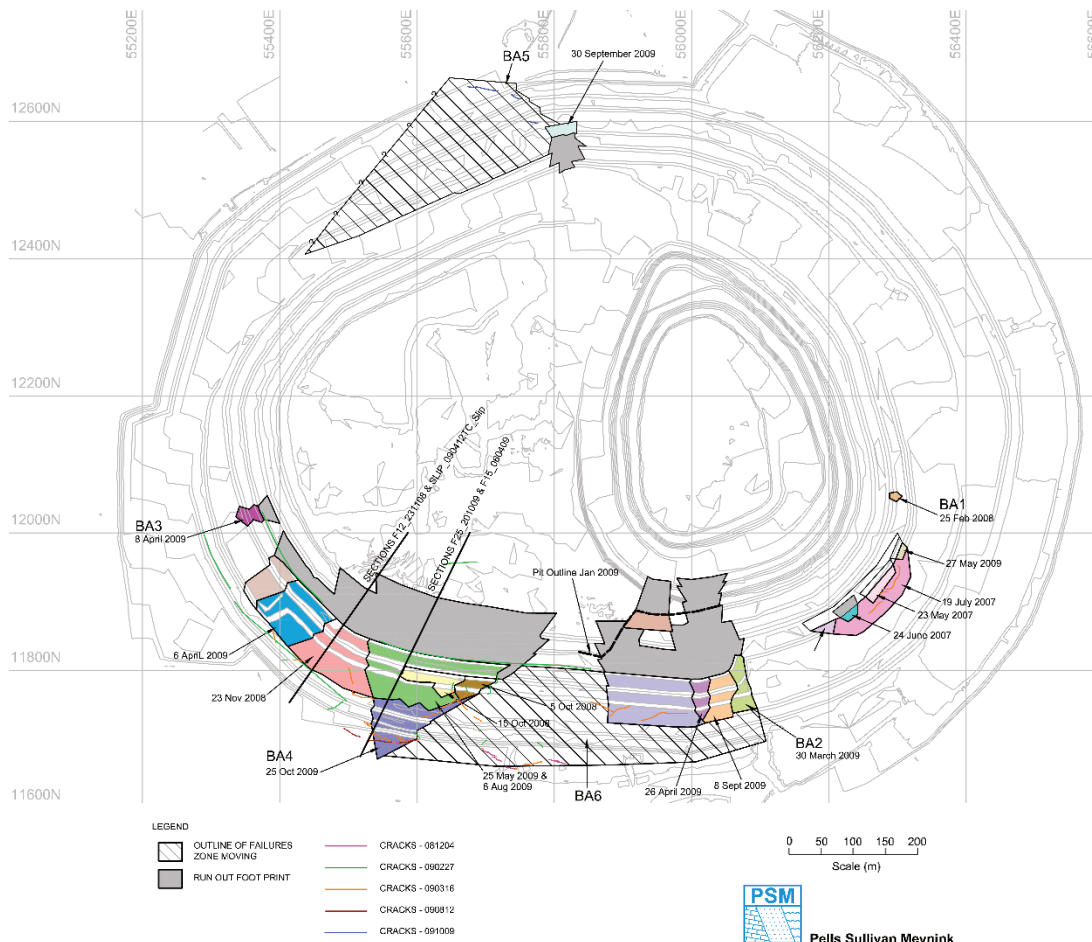 55200E
55400E
55600E
55800E
56000E
56200E
56400E
BA5
30 September 2009
12600N
12400N
12200N
SECTIONS F12_231108 & SLIP_090412TC_Slip
SECTIONS F25_201009 & F15_060409
12000N
BA3
8 April 2009
BA1
25 Feb 2008
Pit Outline Jan 2009
27 May 2009
19 July 2007
23 May 2007
24 June 2007
6 ApriL 2009
11800N
23 Nov 2008
5 Oct 2008
15 Oct 2008
BA4
25 Oct 2009
BA2
30 March 2009
25 May 2009 &
6 Aug 2009
26 April 2009
8 Sept 2009
BA6
11600N
LEGEND
OUTLINE OF FAILURES
ZONE MOVING
RUN OUT FOOT PRINT
CRACKS - 081204
CRACKS - 090227
CRACKS - 090316
CRACKS - 090812
CRACKS - 091009
0 50 100 150 200
Scale (m)
PSM
Pells Sullivan Meynink